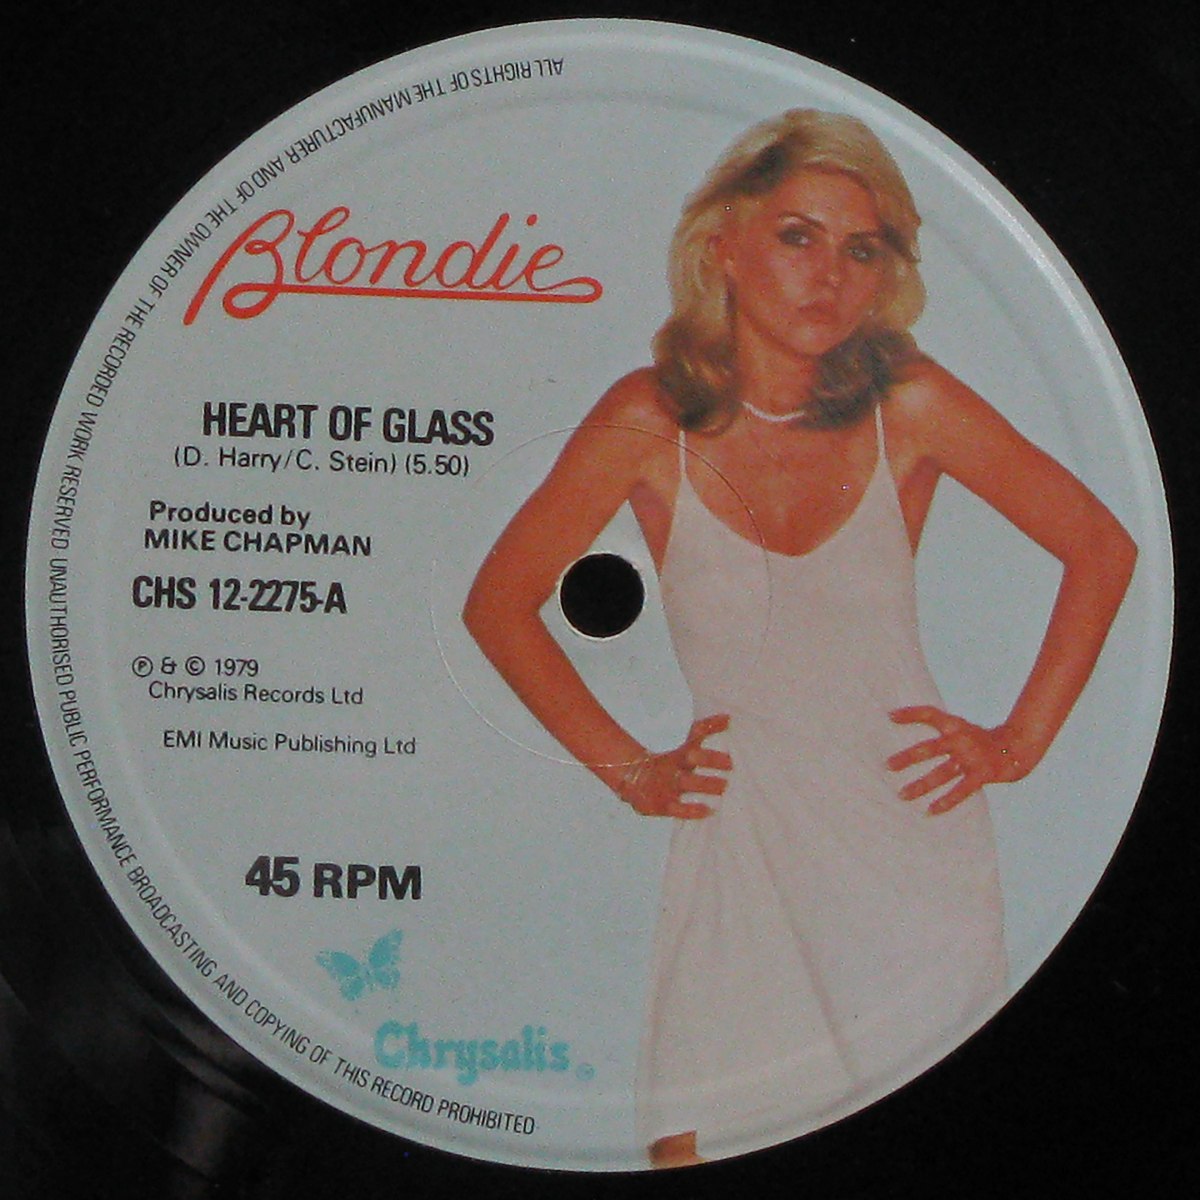 Blondie
HEART OF GLASS
(D. Harry/C. Stein) (5.50)
Produced by
MIKE CHAPMAN
CHS 12-2275-A
Ⓟ & © 1979
Chrysalis Records Ltd
EMI Music Publishing Ltd
45 RPM
Chrysalis ®
ALL RIGHTS OF THE MANUFACTURER AND OF THE OWNER OF THE RECORDED WORK RESERVED UNAUTHORISED PUBLIC PERFORMANCE BROADCASTING AND COPYING OF THIS RECORD PROHIBITED